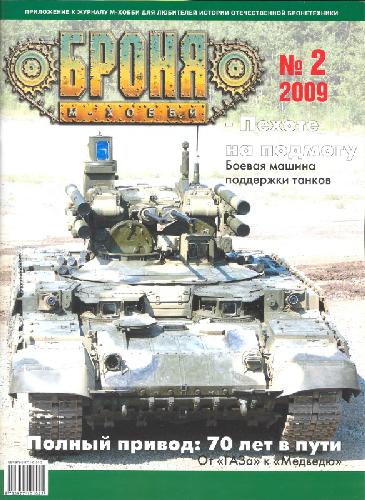 ПРИЛОЖЕНИЕ К ЖУРНАЛУ М-ХОББИ ДЛЯ ЛЮБИТЕЛЕЙ ИСТОРИИ ОТЕЧЕСТВЕННОЙ БРОНЕТЕХНИКИ
БРОНЯ
М-ХОББИ
№ 2
2009
- Пехоте
на подмогу
Боевая машина
поддержки танков
- Полный привод: 70 лет в пути
От «ГАЗа» к «Медведю»